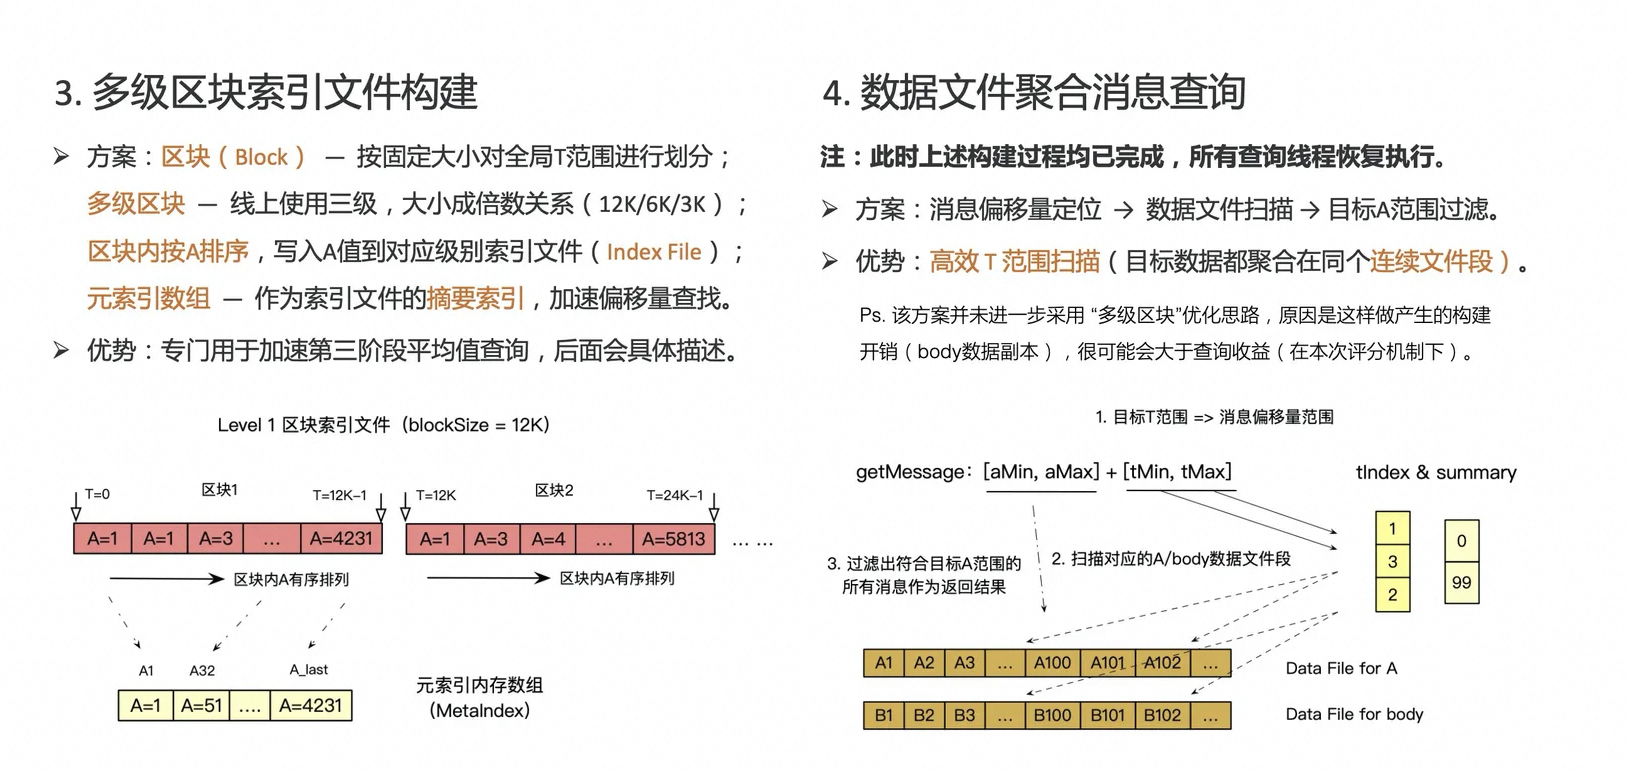 3. 多级区块索引文件构建
➢ 方案：区块（Block） — 按固定大小对全局T范围进行划分；
多级区块 — 线上使用三级，大小成倍数关系（12K/6K/3K）；
区块内按A排序，写入A值到对应级别索引文件（Index File）；
元索引数组 — 作为索引文件的摘要索引，加速偏移量查找。
➢ 优势：专门用于加速第三阶段平均值查询，后面会具体描述。
Level 1 区块索引文件（blockSize = 12K）
T=0 区块1 T=12K-1 T=12K 区块2 T=24K-1
A=1 A=1 A=3 ... A=4231 A=1 A=3 A=4 ... A=5813 ... ...
区块内A有序排列 区块内A有序排列
A1 A32 A_last
A=1 A=51 .... A=4231
元索引内存数组
（MetaIndex）
4. 数据文件聚合消息查询
注：此时上述构建过程均已完成，所有查询线程恢复执行。
➢ 方案：消息偏移量定位 → 数据文件扫描 → 目标A范围过滤。
➢ 优势：高效 T 范围扫描（目标数据都聚合在同个连续文件段）。
Ps. 该方案并未进一步采用 “多级区块”优化思路，原因是这样做产生的构建
开销（body数据副本），很可能会大于查询收益（在本次评分机制下）。
1. 目标T范围 => 消息偏移量范围
getMessage：[aMin, aMax] + [tMin, tMax]
tIndex & summary
1
3
2
0
99
2. 扫描对应的A/body数据文件段
3. 过滤出符合目标A范围的
所有消息作为返回结果
A1 A2 A3 ... A100 A101 A102 ...
Data File for A
B1 B2 B3 ... B100 B101 B102 ...
Data File for body